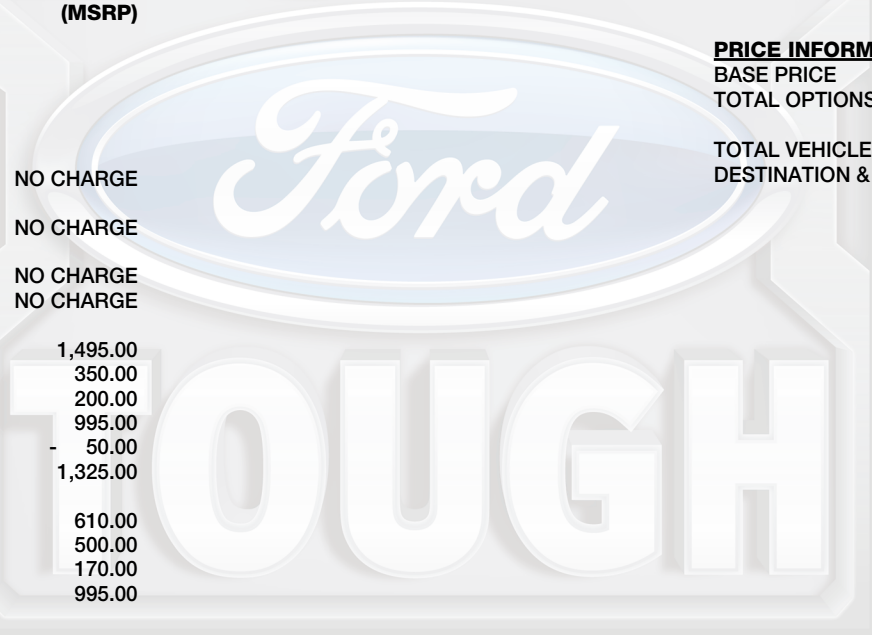 (MSRP)
NO CHARGE
NO CHARGE
NO CHARGE
NO CHARGE
1,495.00
350.00
200.00
995.00
- 50.00
1,325.00
610.00
500.00
170.00
995.00
PRICE INFORM
BASE PRICE
TOTAL OPTIONS
TOTAL VEHICLE
DESTINATION &
Ford
TOUGH